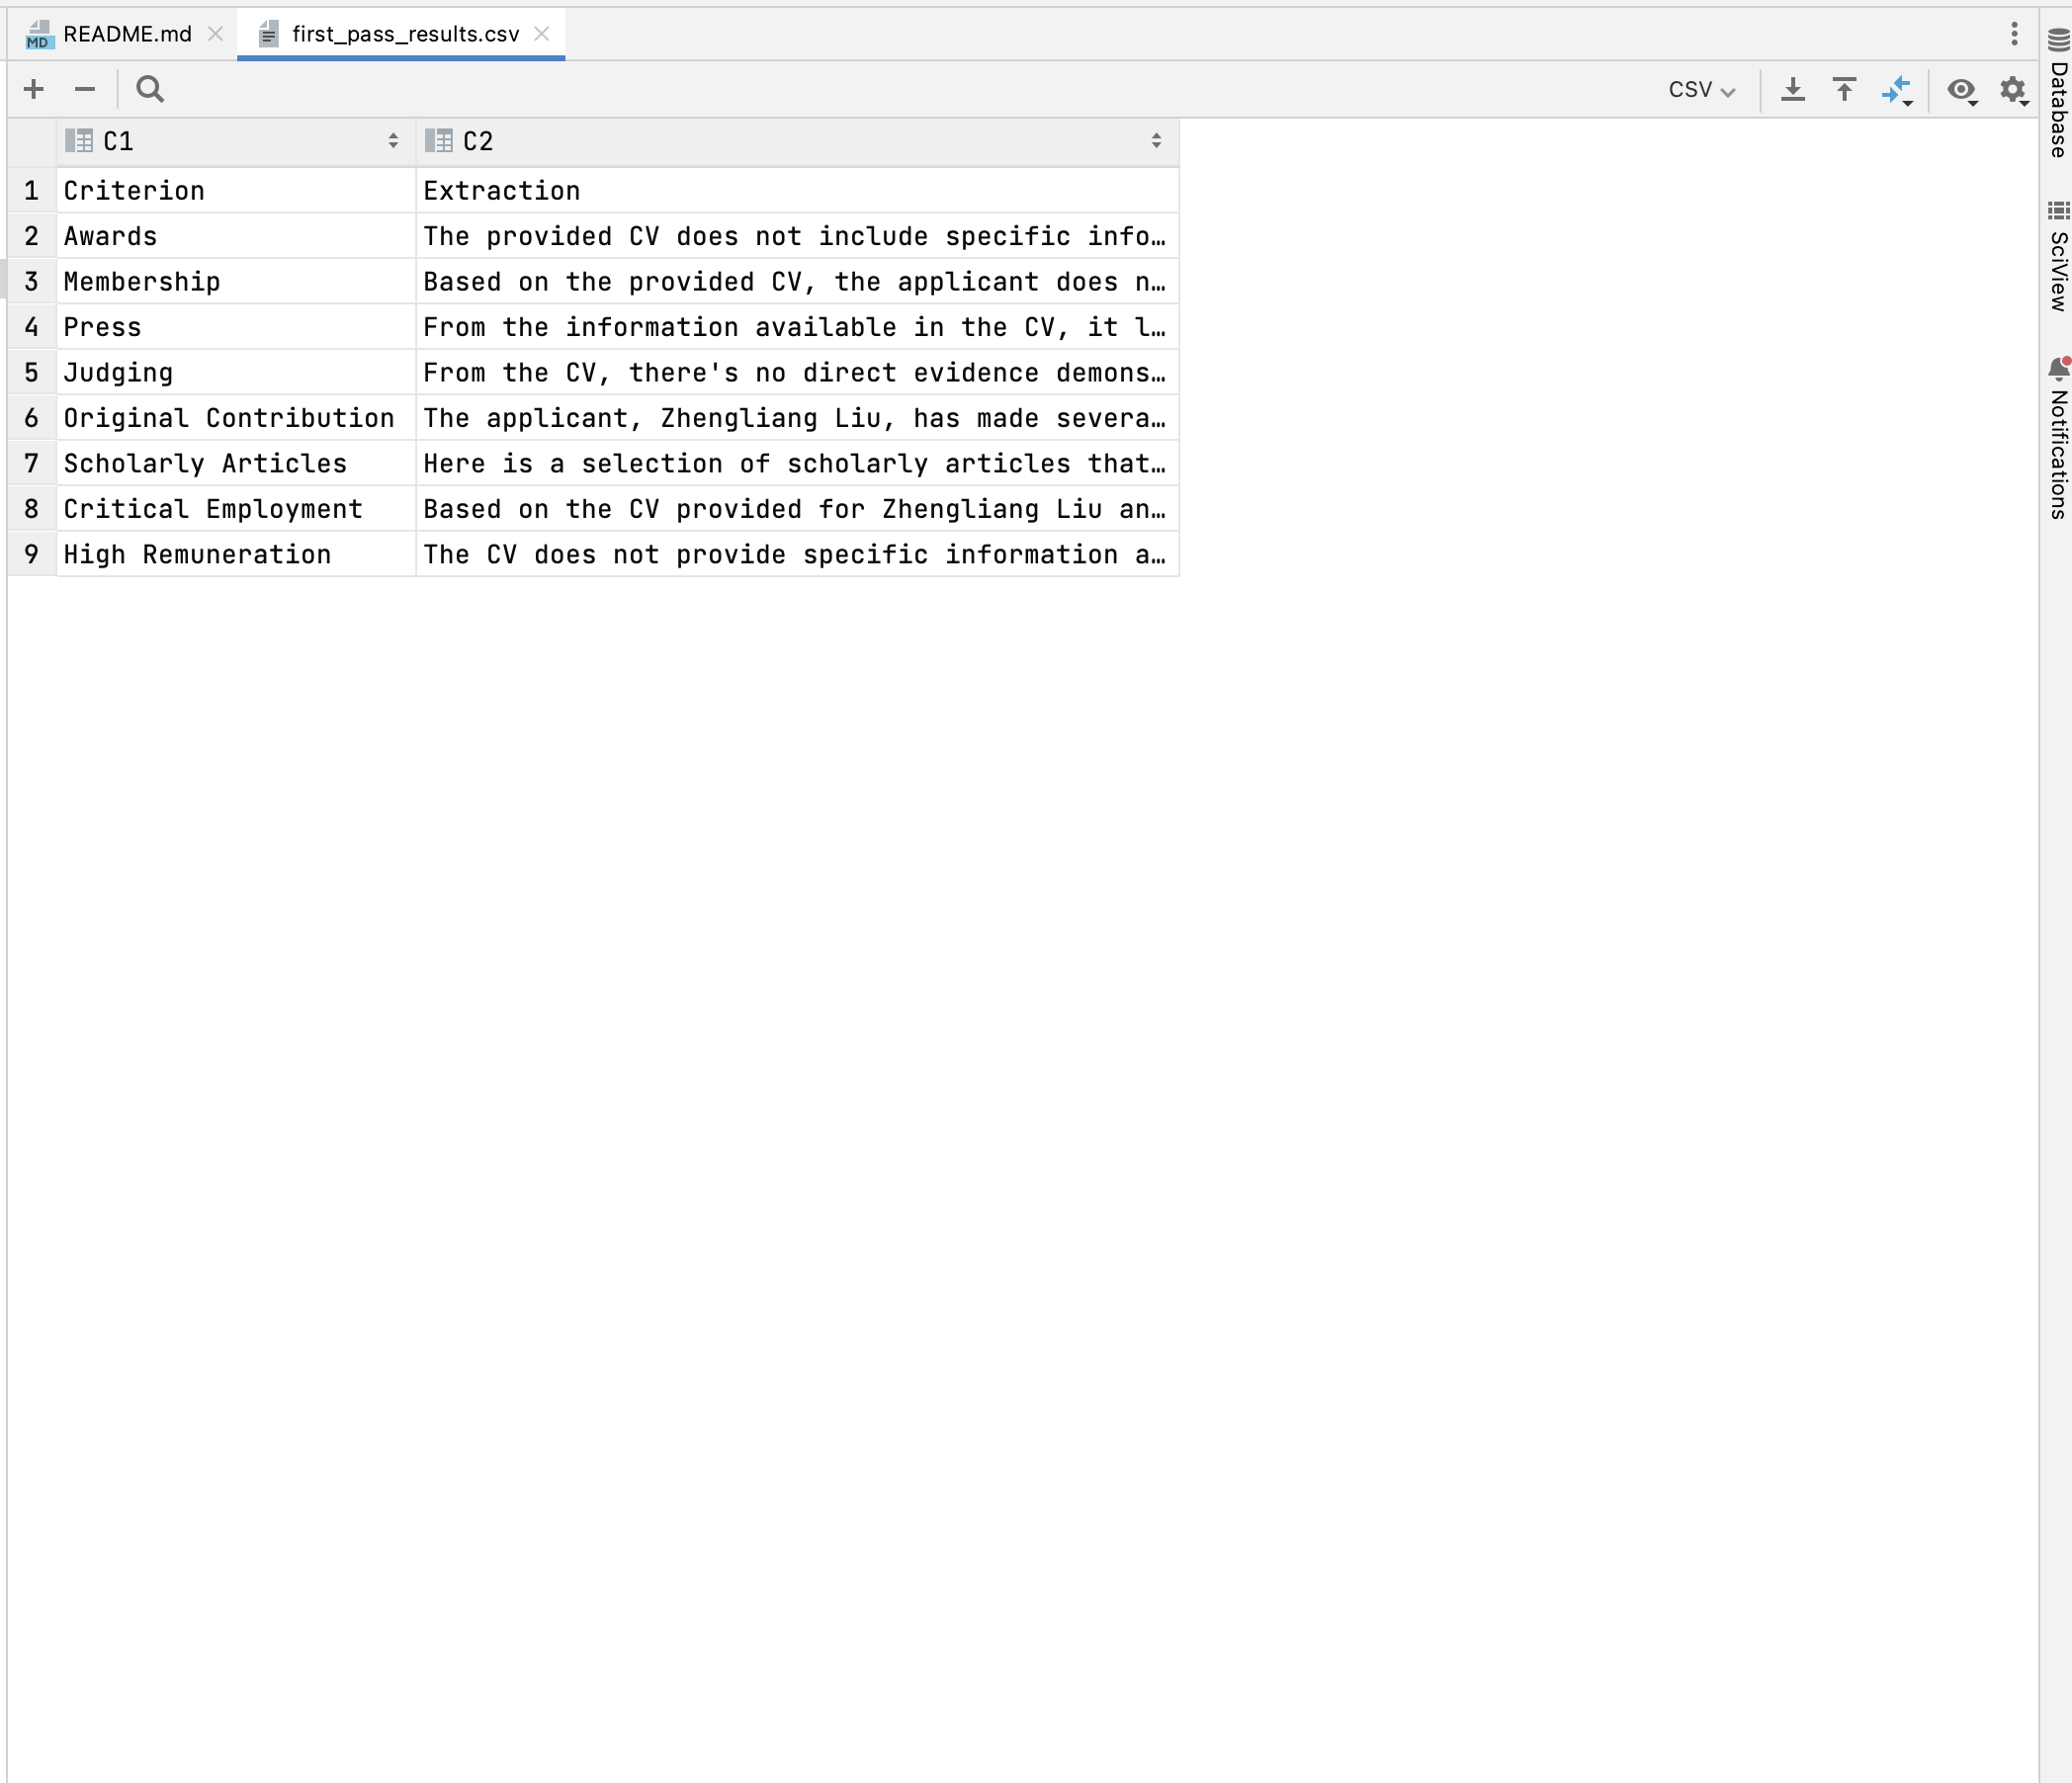 README.md
first_pass_results.csv
CSV
C1 C2
1 Criterion Extraction
2 Awards The provided CV does not include specific info…
3 Membership Based on the provided CV, the applicant does n…
4 Press From the information available in the CV, it l…
5 Judging From the CV, there's no direct evidence demons…
6 Original Contribution The applicant, Zhengliang Liu, has made severa…
7 Scholarly Articles Here is a selection of scholarly articles that…
8 Critical Employment Based on the CV provided for Zhengliang Liu an…
9 High Remuneration The CV does not provide specific information a…
Database
SciView
Notifications
MD